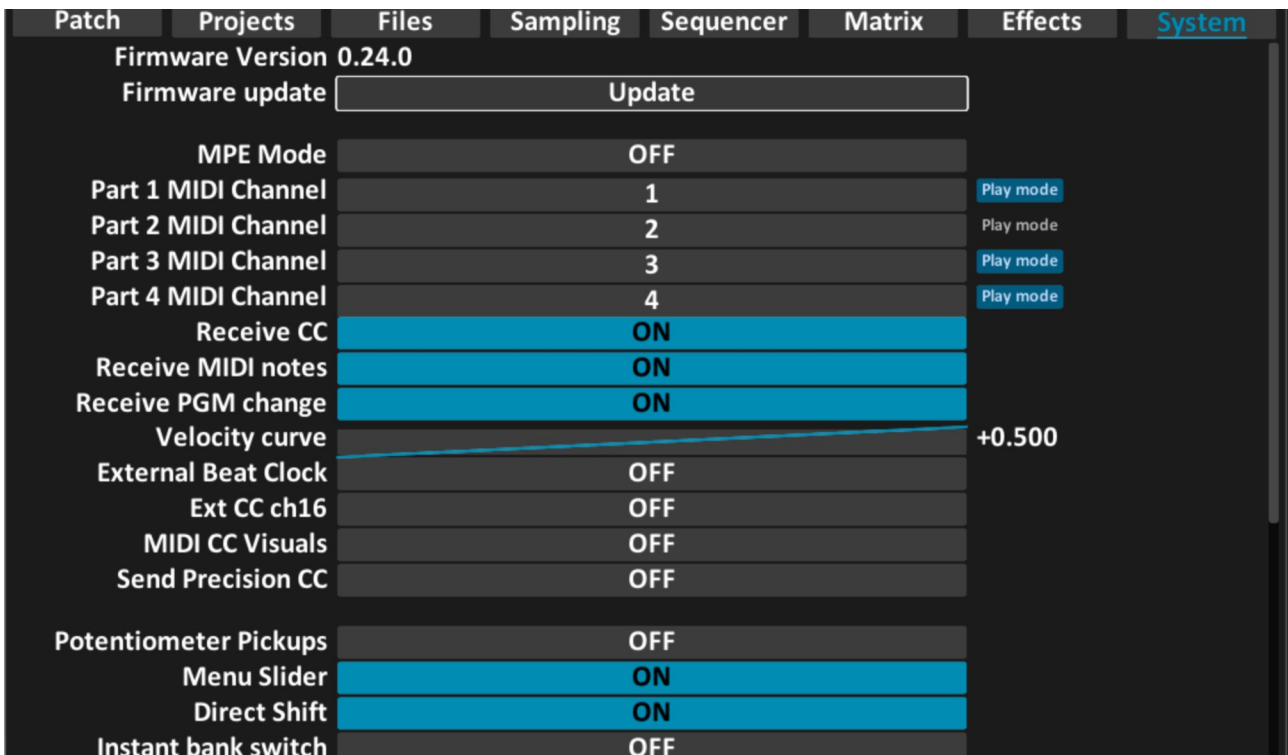 Patch Projects Files Sampling Sequencer Matrix Effects System
Firmware Version 0.24.0
Firmware update Update
MPE Mode OFF
Part 1 MIDI Channel 1 Play mode
Part 2 MIDI Channel 2 Play mode
Part 3 MIDI Channel 3 Play mode
Part 4 MIDI Channel 4 Play mode
Receive CC ON
Receive MIDI notes ON
Receive PGM change ON
Velocity curve +0.500
External Beat Clock OFF
Ext CC ch16 OFF
MIDI CC Visuals OFF
Send Precision CC OFF
Potentiometer Pickups OFF
Menu Slider ON
Direct Shift ON
Instant bank switch OFF